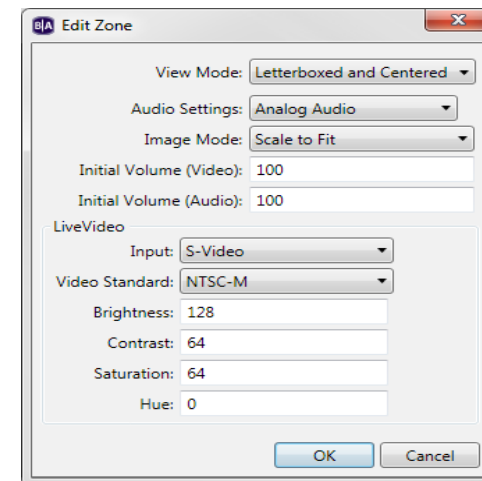 B|A Edit Zone
View Mode: Letterboxed and Centered
Audio Settings: Analog Audio
Image Mode: Scale to Fit
Initial Volume (Video): 100
Initial Volume (Audio): 100
LiveVideo
Input: S-Video
Video Standard: NTSC-M
Brightness: 128
Contrast: 64
Saturation: 64
Hue: 0
OK Cancel